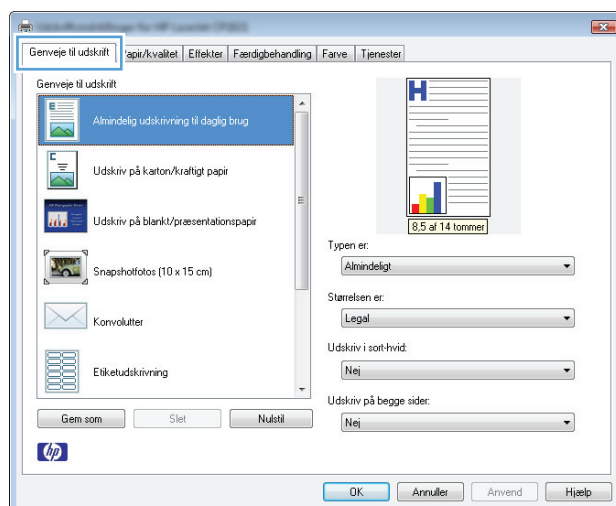 Genveje til udskrift
Papir/kvalitet
Effekter
Færdigbehandling
Farve
Tjenester
Genveje til udskrift
Almindelig udskrivning til daglig brug
Udskriv på karton/kraftigt papir
Udskriv på blankt/præsentationspapir
Snapshotfotos (10 x 15 cm)
Konvolutter
Etiketudskrivning
Gem som
Slet
Nulstil
H
8,5 af 14 tommer
Typen er:
Almindeligt
Størrelsen er:
Legal
Udskriv i sort-hvid:
Nej
Udskriv på begge sider:
Nej
hp
OK
Annuller
Anvend
Hjælp